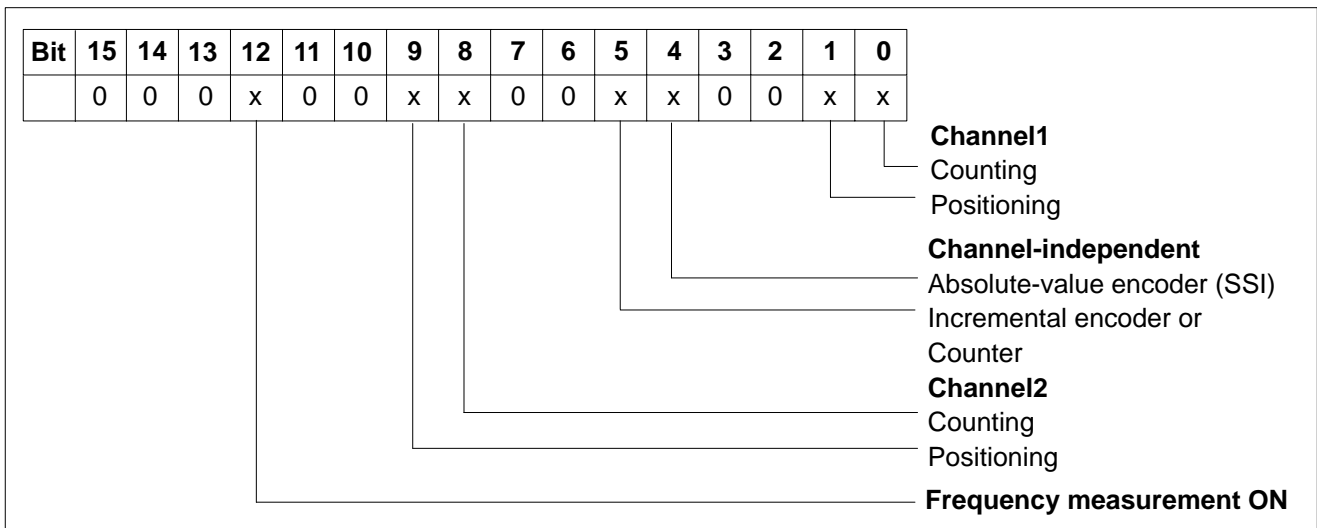 Bit 15 14 13 12 11 10 9 8 7 6 5 4 3 2 1 0
0 0 0 x 0 0 x x 0 0 x x 0 0 x x
Channel1
Counting
Positioning
Channel-independent
Absolute-value encoder (SSI)
Incremental encoder or
Counter
Channel2
Counting
Positioning
Frequency measurement ON